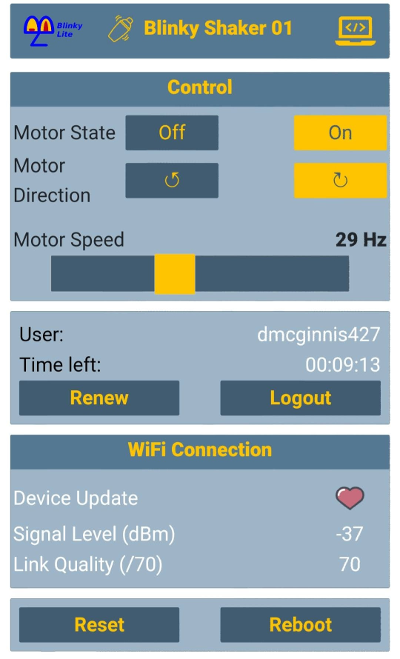 Blinky
Lite
Blinky Shaker 01
</>
Control
Motor State Off On
Motor
Direction ↺ ↻
Motor Speed 29 Hz
User: dmcginnis427
Time left: 00:09:13
Renew Logout
WiFi Connection
Device Update
Signal Level (dBm) -37
Link Quality (/70) 70
Reset Reboot